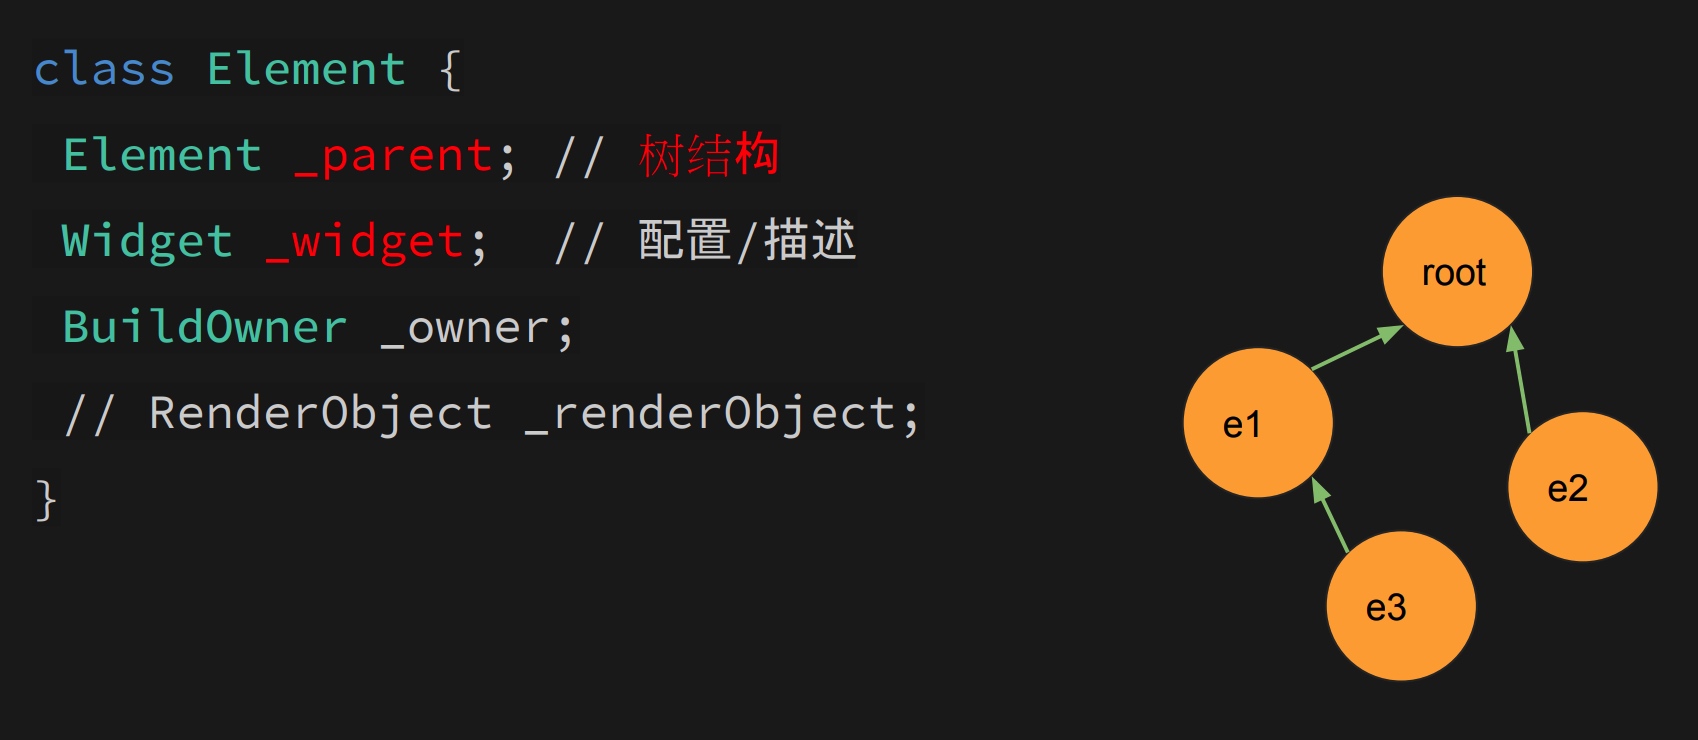 class Element {
Element _parent; // 树结构
Widget _widget; // 配置/描述
BuildOwner _owner;
// RenderObject _renderObject;
}
root
e1
e2
e3